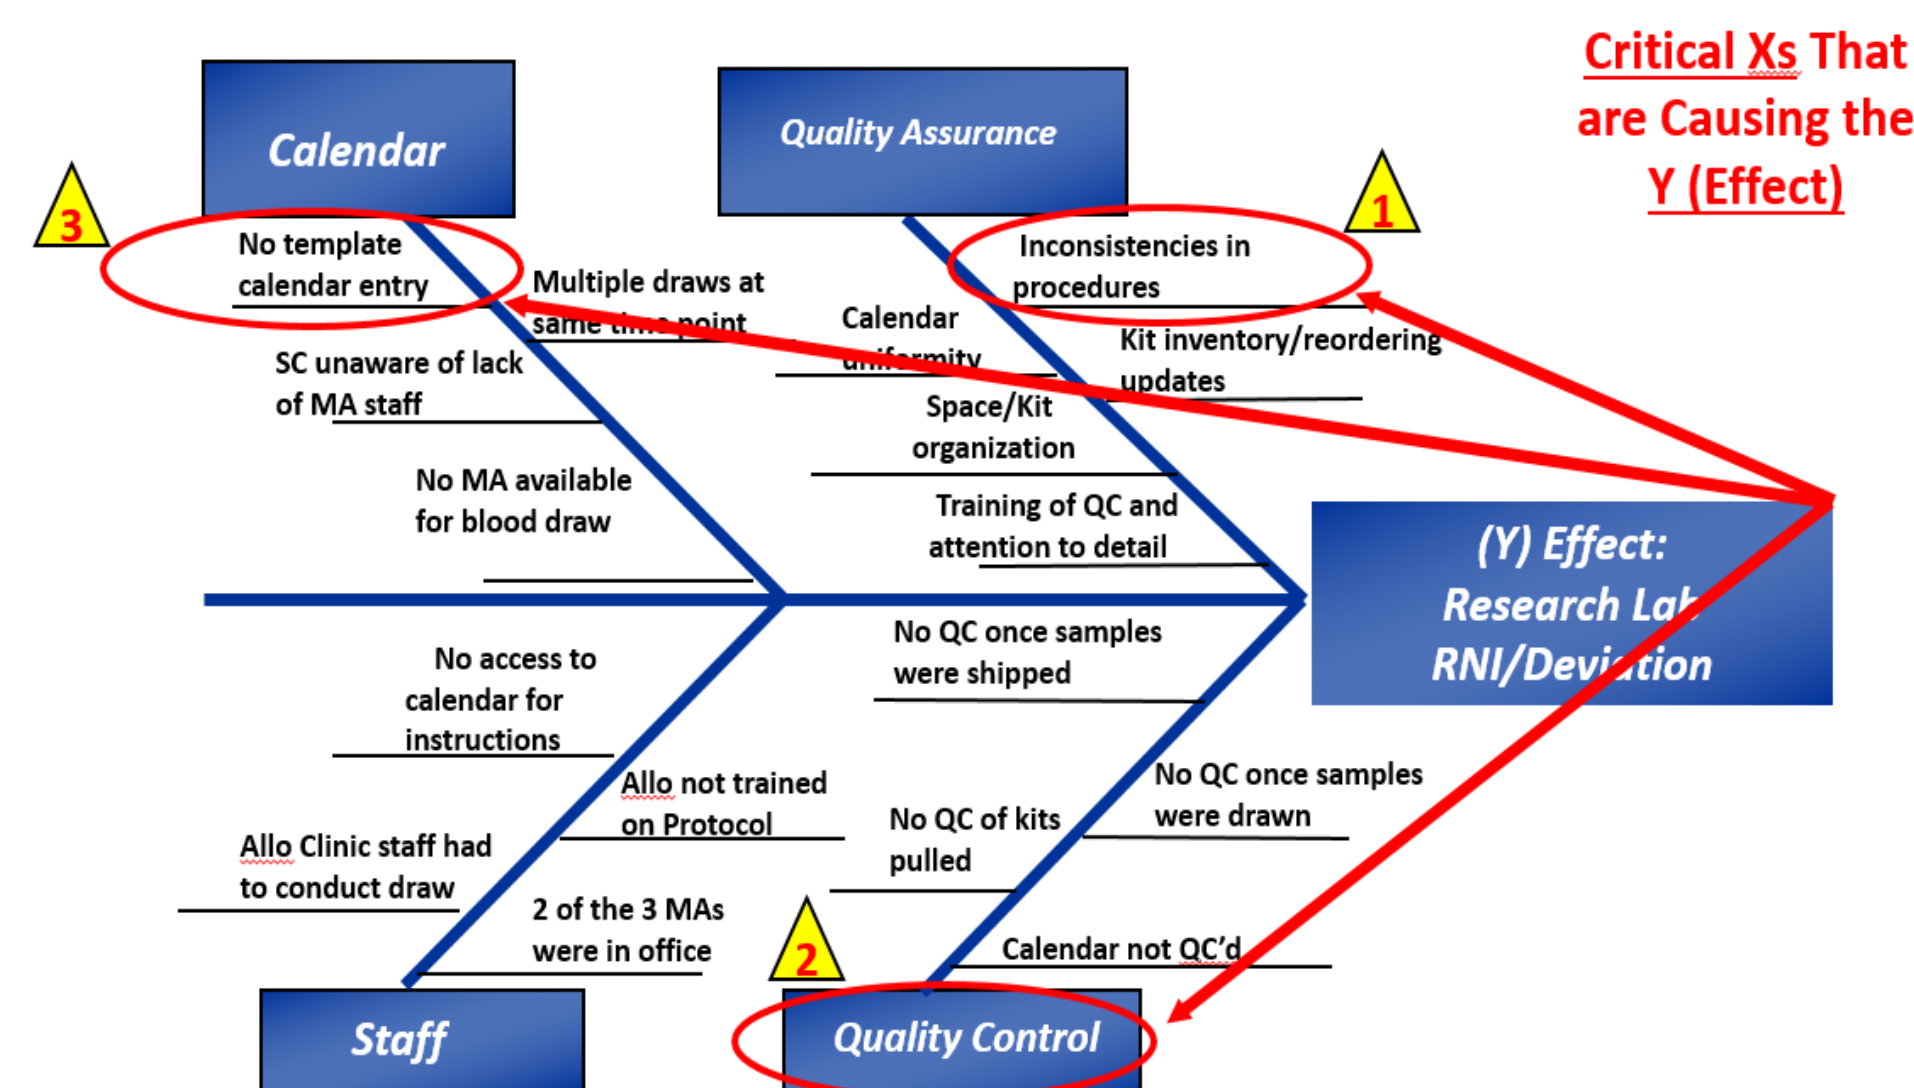 Critical Xs That
are Causing the
Y (Effect)
Calendar
Quality Assurance
3
1
No template
calendar entry
Multiple draws at
same time point
SC unaware of lack
of MA staff
No MA available
for blood draw
Inconsistencies in
procedures
Calendar
uniformity
Kit inventory/reordering
updates
Space/Kit
organization
Training of QC and
attention to detail
(Y) Effect:
Research Lab
RNI/Deviation
No access to
calendar for
instructions
Allo not trained
on Protocol
Allo Clinic staff had
to conduct draw
2 of the 3 MAs
were in office
No QC once samples
were shipped
No QC once samples
were drawn
No QC of kits
pulled
Calendar not QC’d
2
Staff
Quality Control